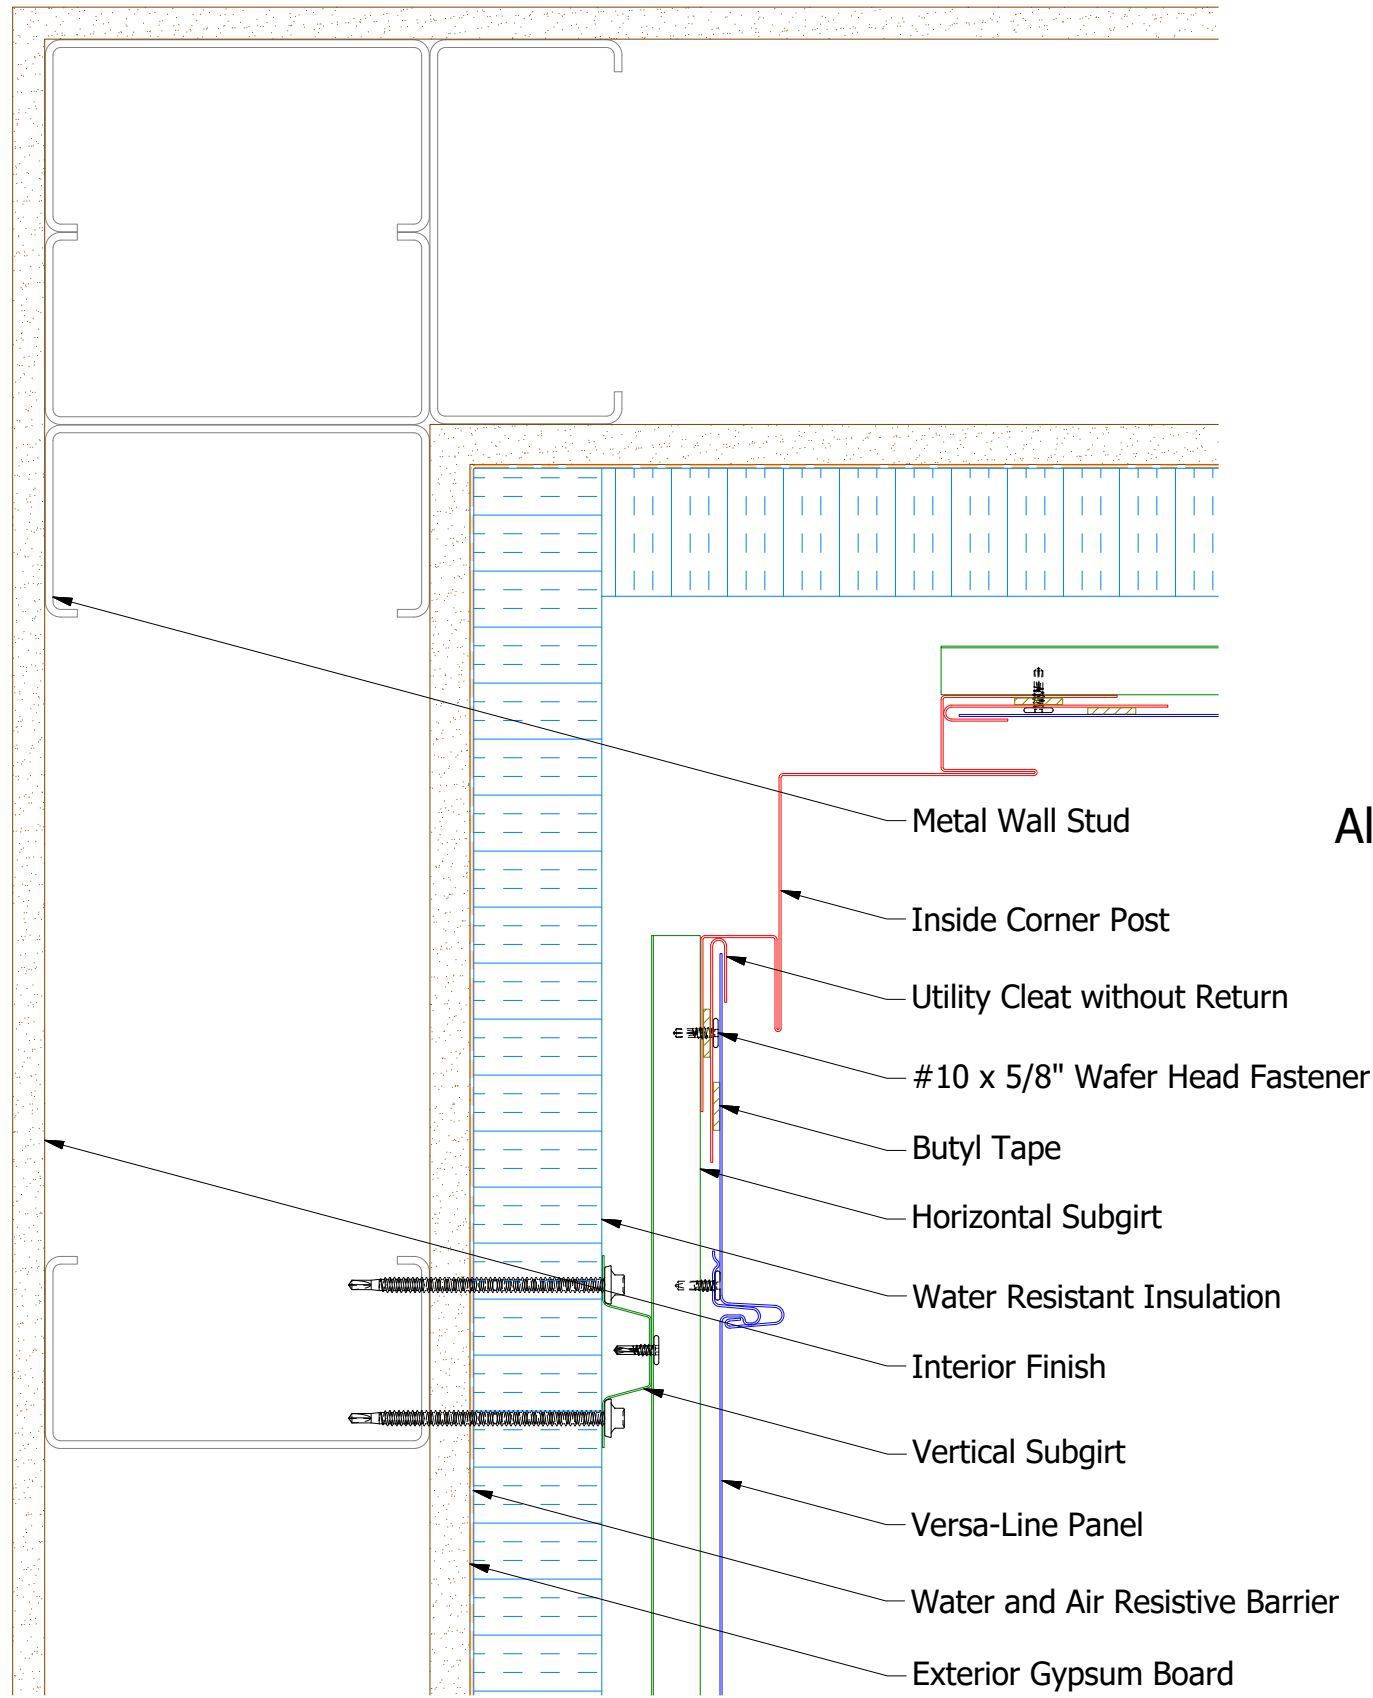 Metal Wall Stud
Al
Inside Corner Post
Utility Cleat without Return
#10 x 5/8" Wafer Head Fastener
Butyl Tape
Horizontal Subgirt
Water Resistant Insulation
Interior Finish
Vertical Subgirt
Versa-Line Panel
Water and Air Resistive Barrier
Exterior Gypsum Board